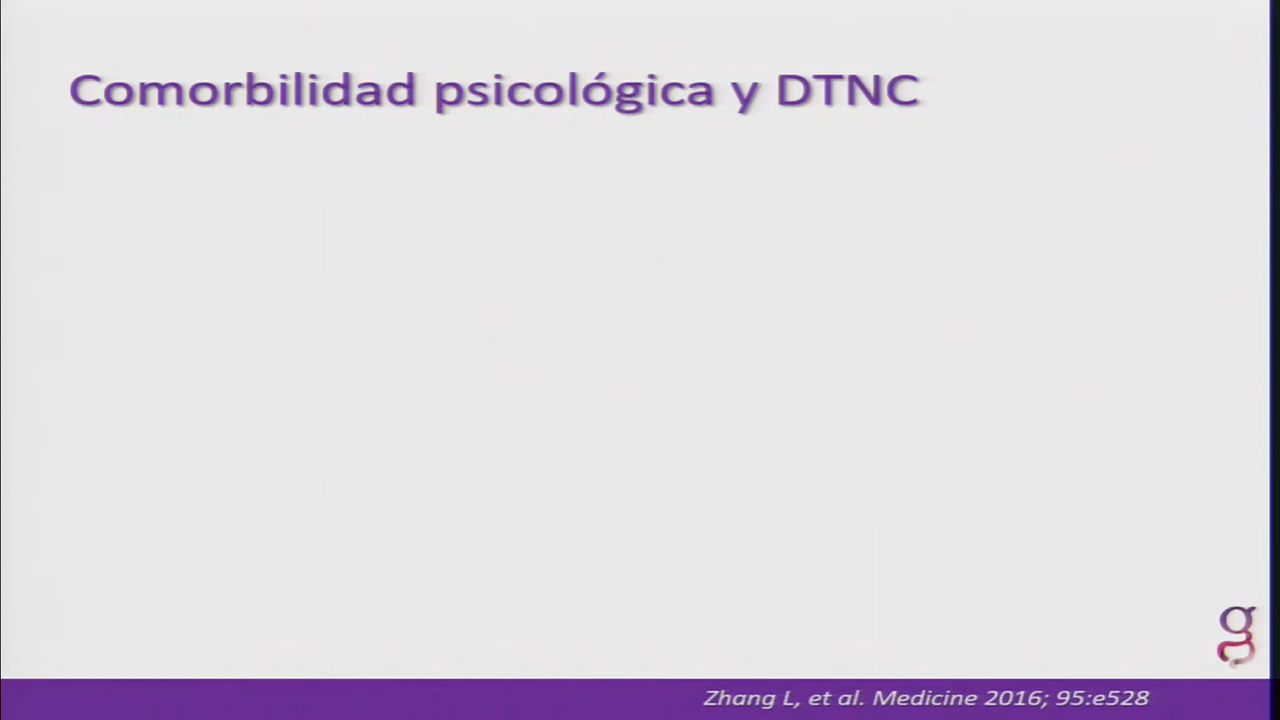 Comorbilidad psicológica y DTNC
Zhang L, et al. Medicine 2016; 95:e528